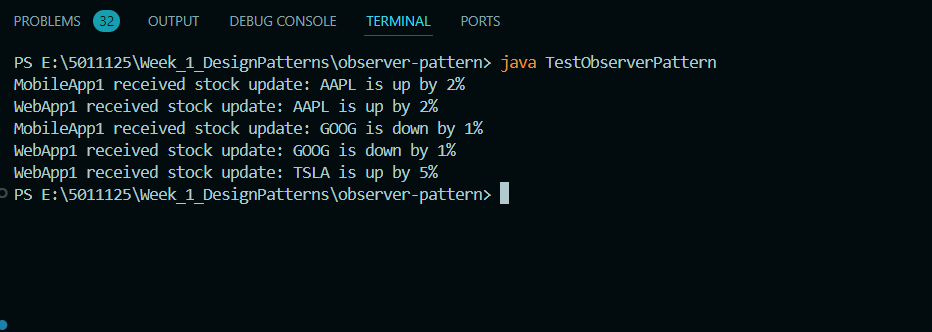 PROBLEMS 32 OUTPUT DEBUG CONSOLE TERMINAL PORTS
PS E:\5011125\Week_1_DesignPatterns\observer-pattern> java TestObserverPattern
MobileApp1 received stock update: AAPL is up by 2%
WebApp1 received stock update: AAPL is up by 2%
MobileApp1 received stock update: GOOG is down by 1%
WebApp1 received stock update: GOOG is down by 1%
WebApp1 received stock update: TSLA is up by 5%
PS E:\5011125\Week_1_DesignPatterns\observer-pattern>